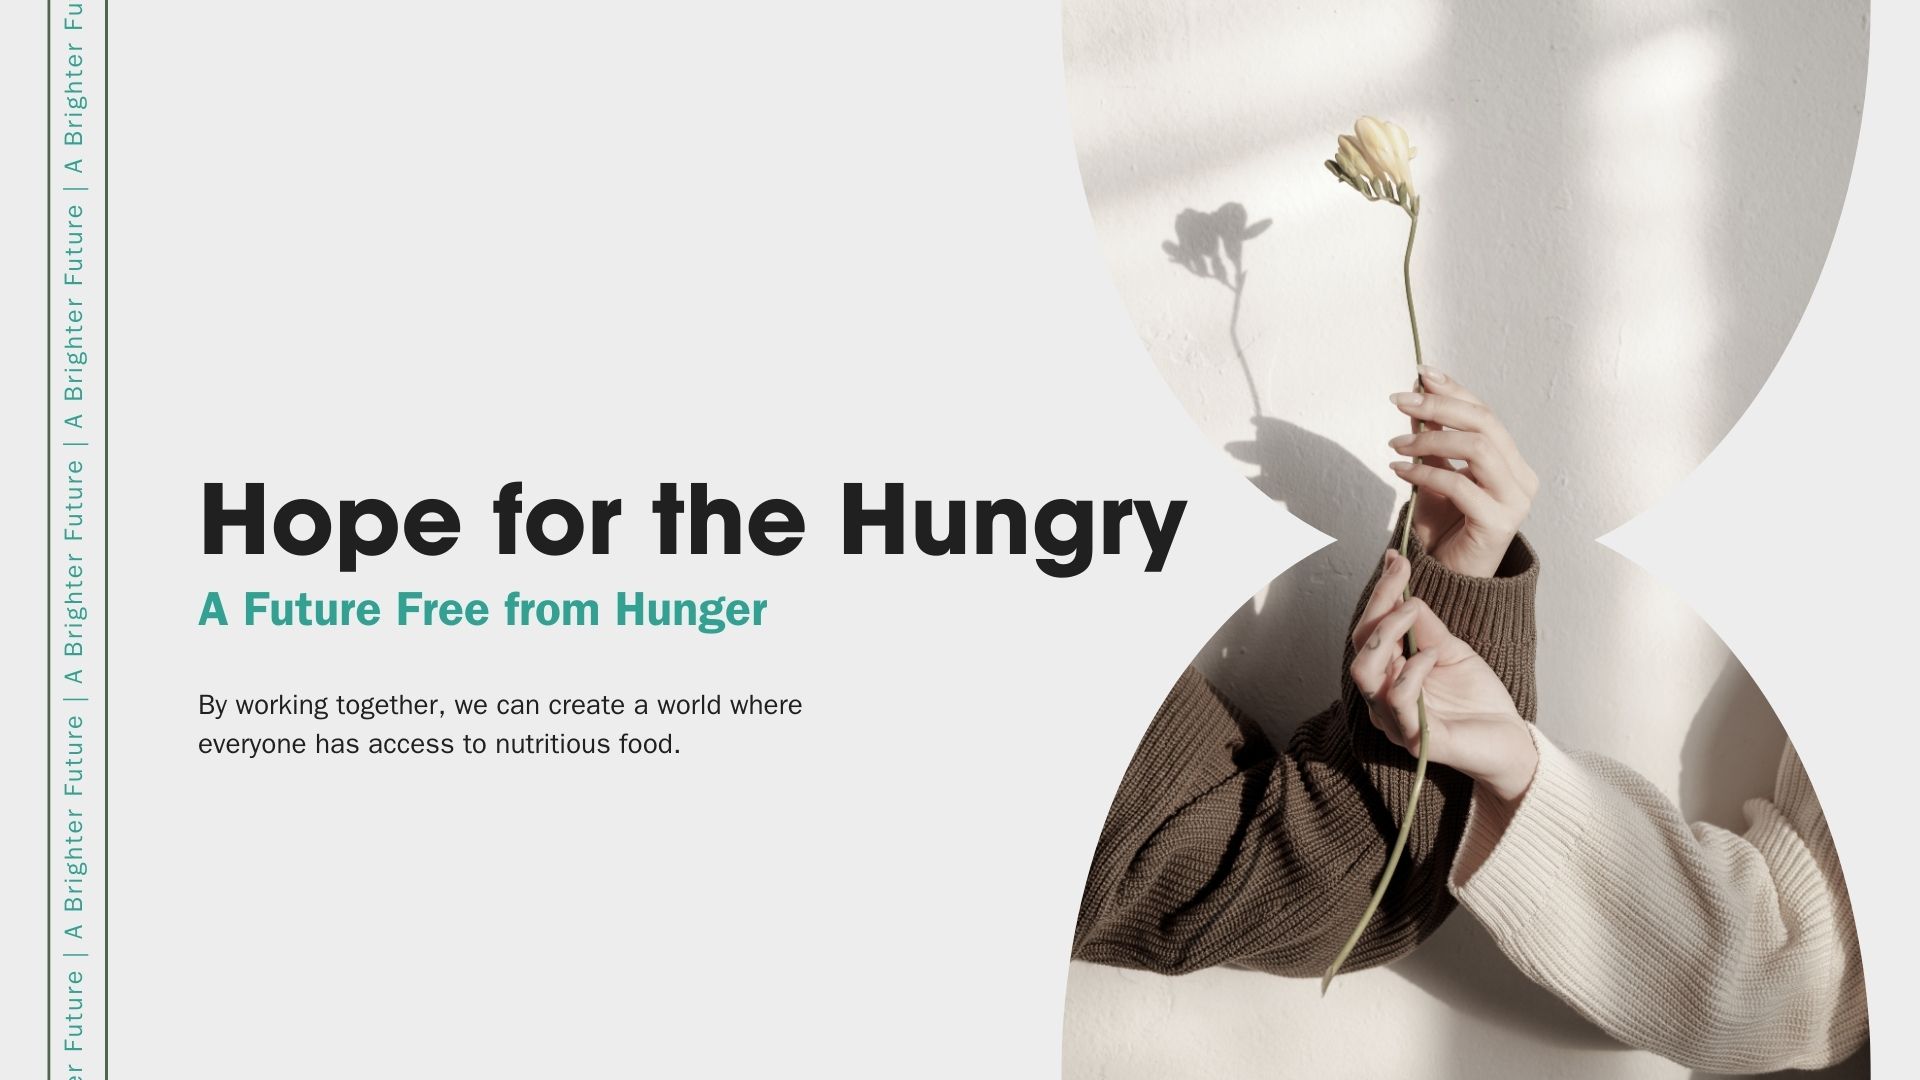 er Future | A Brighter Future | A Brighter Future | A Brighter Future | A Brighter Fu
Hope for the Hungry
A Future Free from Hunger
By working together, we can create a world where
everyone has access to nutritious food.